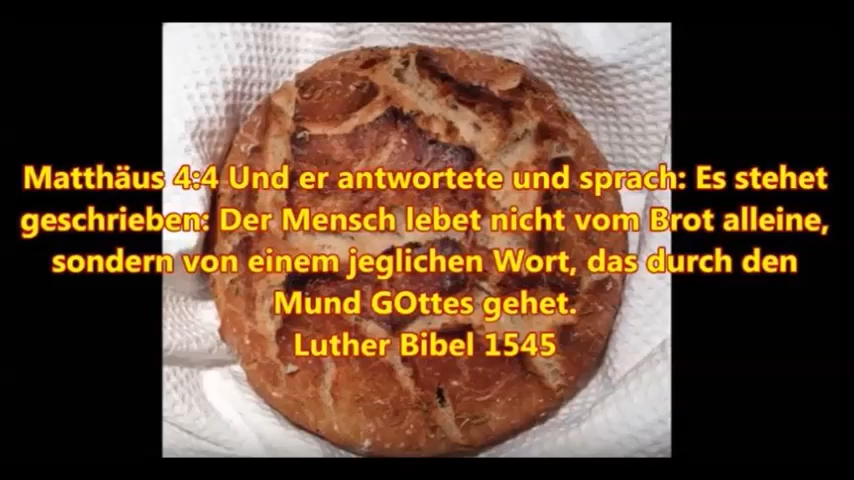 Matthäus 4:4 Und er antwortete und sprach: Es stehet
geschrieben: Der Mensch lebet nicht vom Brot alleine,
sondern von einem jeglichen Wort, das durch den
Mund GOttes gehet.
Luther Bibel 1545